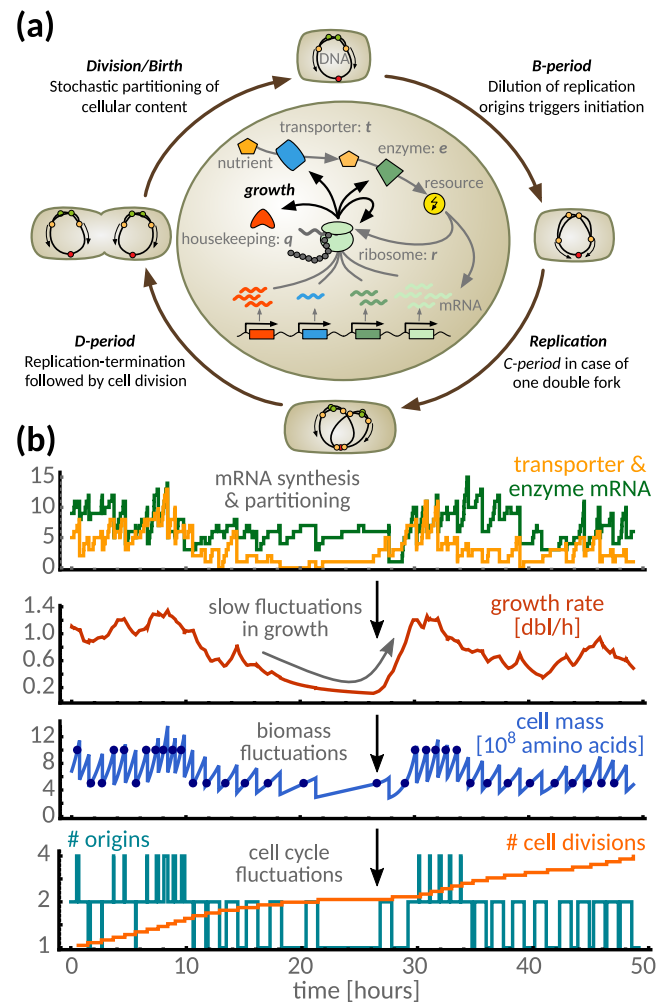 (a)
Division/Birth
Stochastic partitioning of
cellular content
DNA
B-period
Dilution of replication
origins triggers initiation
transporter: t
enzyme: e
nutrient
resource
growth
housekeeping: q
ribosome: r
mRNA
D-period
Replication-termination
followed by cell division
Replication
C-period in case of
one double fork
(b)
15
10
5
0
mRNA synthesis
& partitioning
transporter &
enzyme mRNA
1.4
1.0
0.6
0.2
slow fluctuations
in growth
growth rate
[dbl/h]
12
8
4
0
biomass
fluctuations
cell mass
[10⁸ amino acids]
4
2
1
# origins
cell cycle
fluctuations
# cell divisions
0 10 20 30 40 50
time [hours]